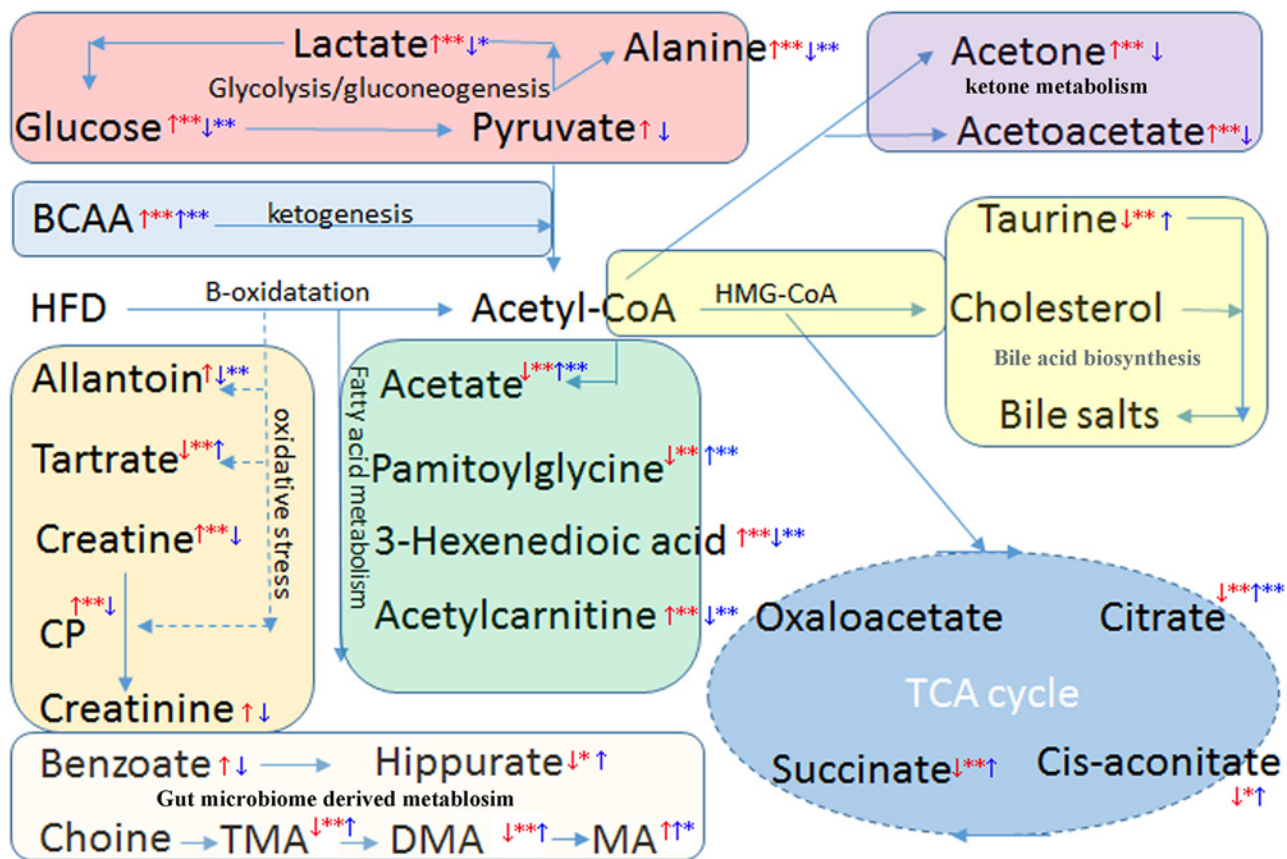 Lactate↑**↓* Alanine↑**↓**
Glycolysis/gluconeogenesis
Glucose↑**↓** Pyruvate↑↓
Acetone↑**↓
ketone metabolism
Acetoacetate↑**↓
BCAA↑**↑** ketogenesis
HFD B-oxidatation Acetyl-CoA HMG-CoA Cholesterol
Taurine↓**↑
Bile acid biosynthesis
Bile salts
Allantoin↑↓**
Tartrate↓**↑
Creatine↑**↓
CP↑**↓
Creatinine↑↓
oxidative stress
Fatty acid metabolism
Acetate↓**↑**
Pamitoylglycine↓**↑**
3-Hexenedioic acid↑**↓**
Acetylcarnitine↑**↓**
Oxaloacetate Citrate↓**↑**
TCA cycle
Succinate↓**↑ Cis-aconitate
↓*↑
Benzoate↑↓ Hippurate↓*↑
Gut microbiome derived metablosim
Choine TMA↓**↑ DMA ↓**↑ MA↑↑*